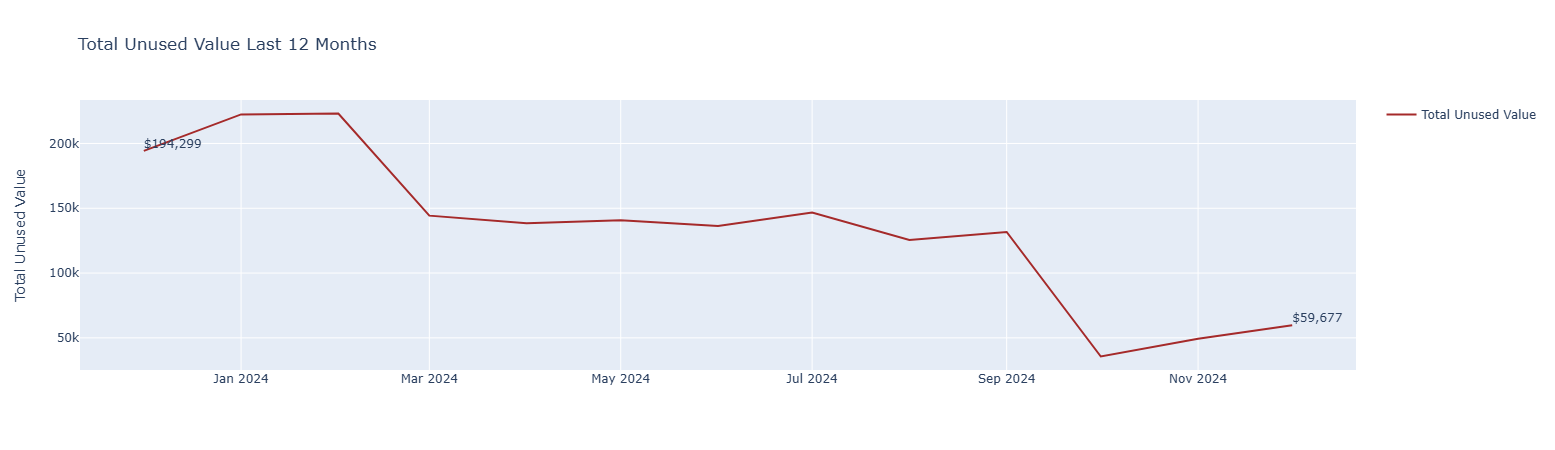 Total Unused Value Last 12 Months
$194,299
$59,677
Total Unused Value
200k
150k
100k
50k
Total Unused Value
Jan 2024
Mar 2024
May 2024
Jul 2024
Sep 2024
Nov 2024